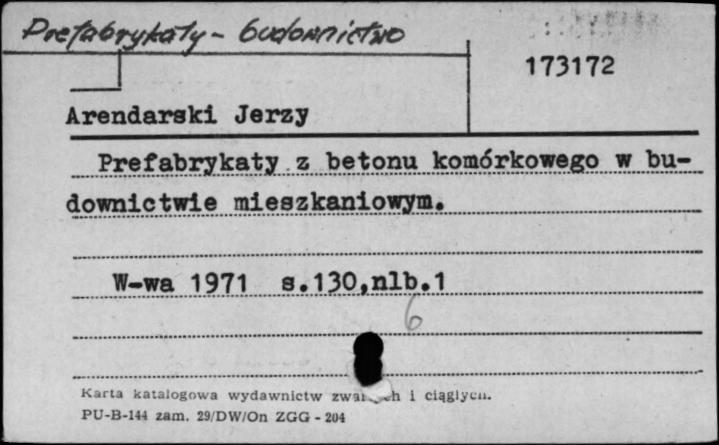 Prefabrykaty - budownictwo
173172
Arendarski Jerzy
Prefabrykaty z betonu komórkowego w bu-
downictwie mieszkaniowym.
W-wa 1971 s.130,nlb.1
6
Karta katalogowa wydawnictw i ciągłych.
PU-B-144 zam. 29/DW/On ZGG - 204